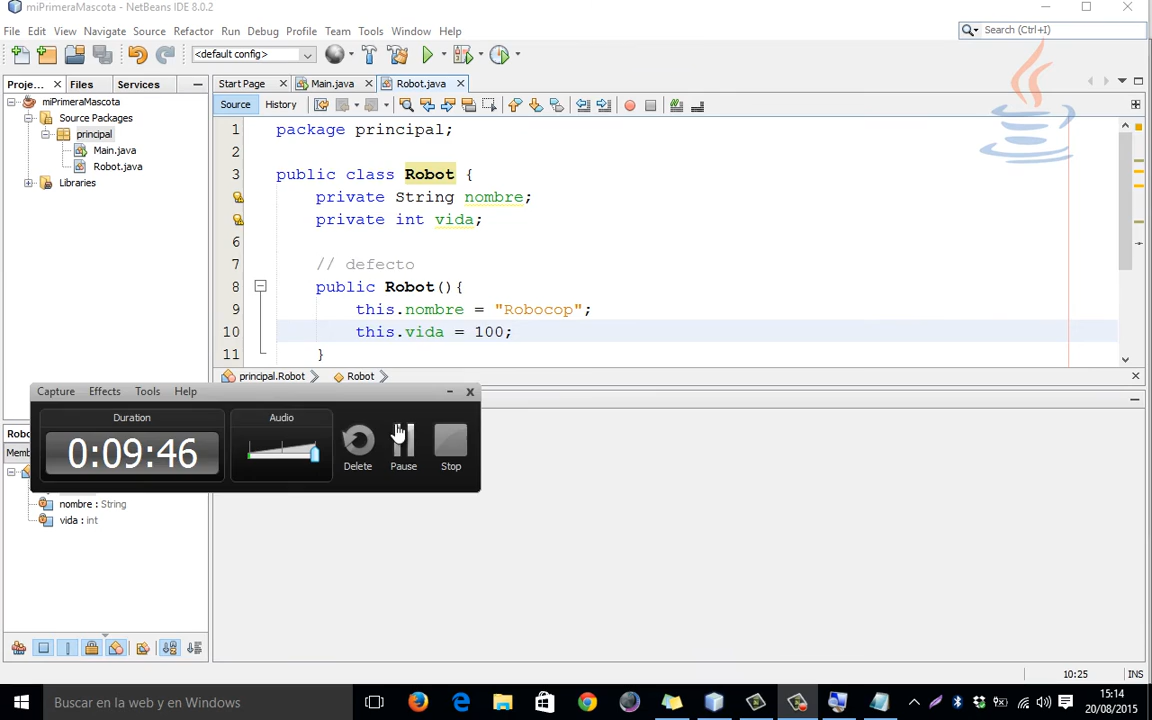 miPrimeraMascota - NetBeans IDE 8.0.2
File Edit View Navigate Source Refactor Run Debug Profile Team Tools Window Help
Search (Ctrl+I)
<default config>
Proje... Files Services
Start Page Main.java Robot.java
miPrimeraMascota
Source Packages
principal
Main.java
Robot.java
Libraries
Source History
1 package principal;
2
3 public class Robot {
private String nombre;
private int vida;
6
7 // defecto
8 public Robot(){
9 this.nombre = "Robocop";
10 this.vida = 100;
11 }
principal.Robot Robot
Capture Effects Tools Help
Duration
0:09:46
Audio
Delete Pause Stop
nombre : String
vida : int
10:25 INS
Buscar en la web y en Windows
15:14
20/08/2015